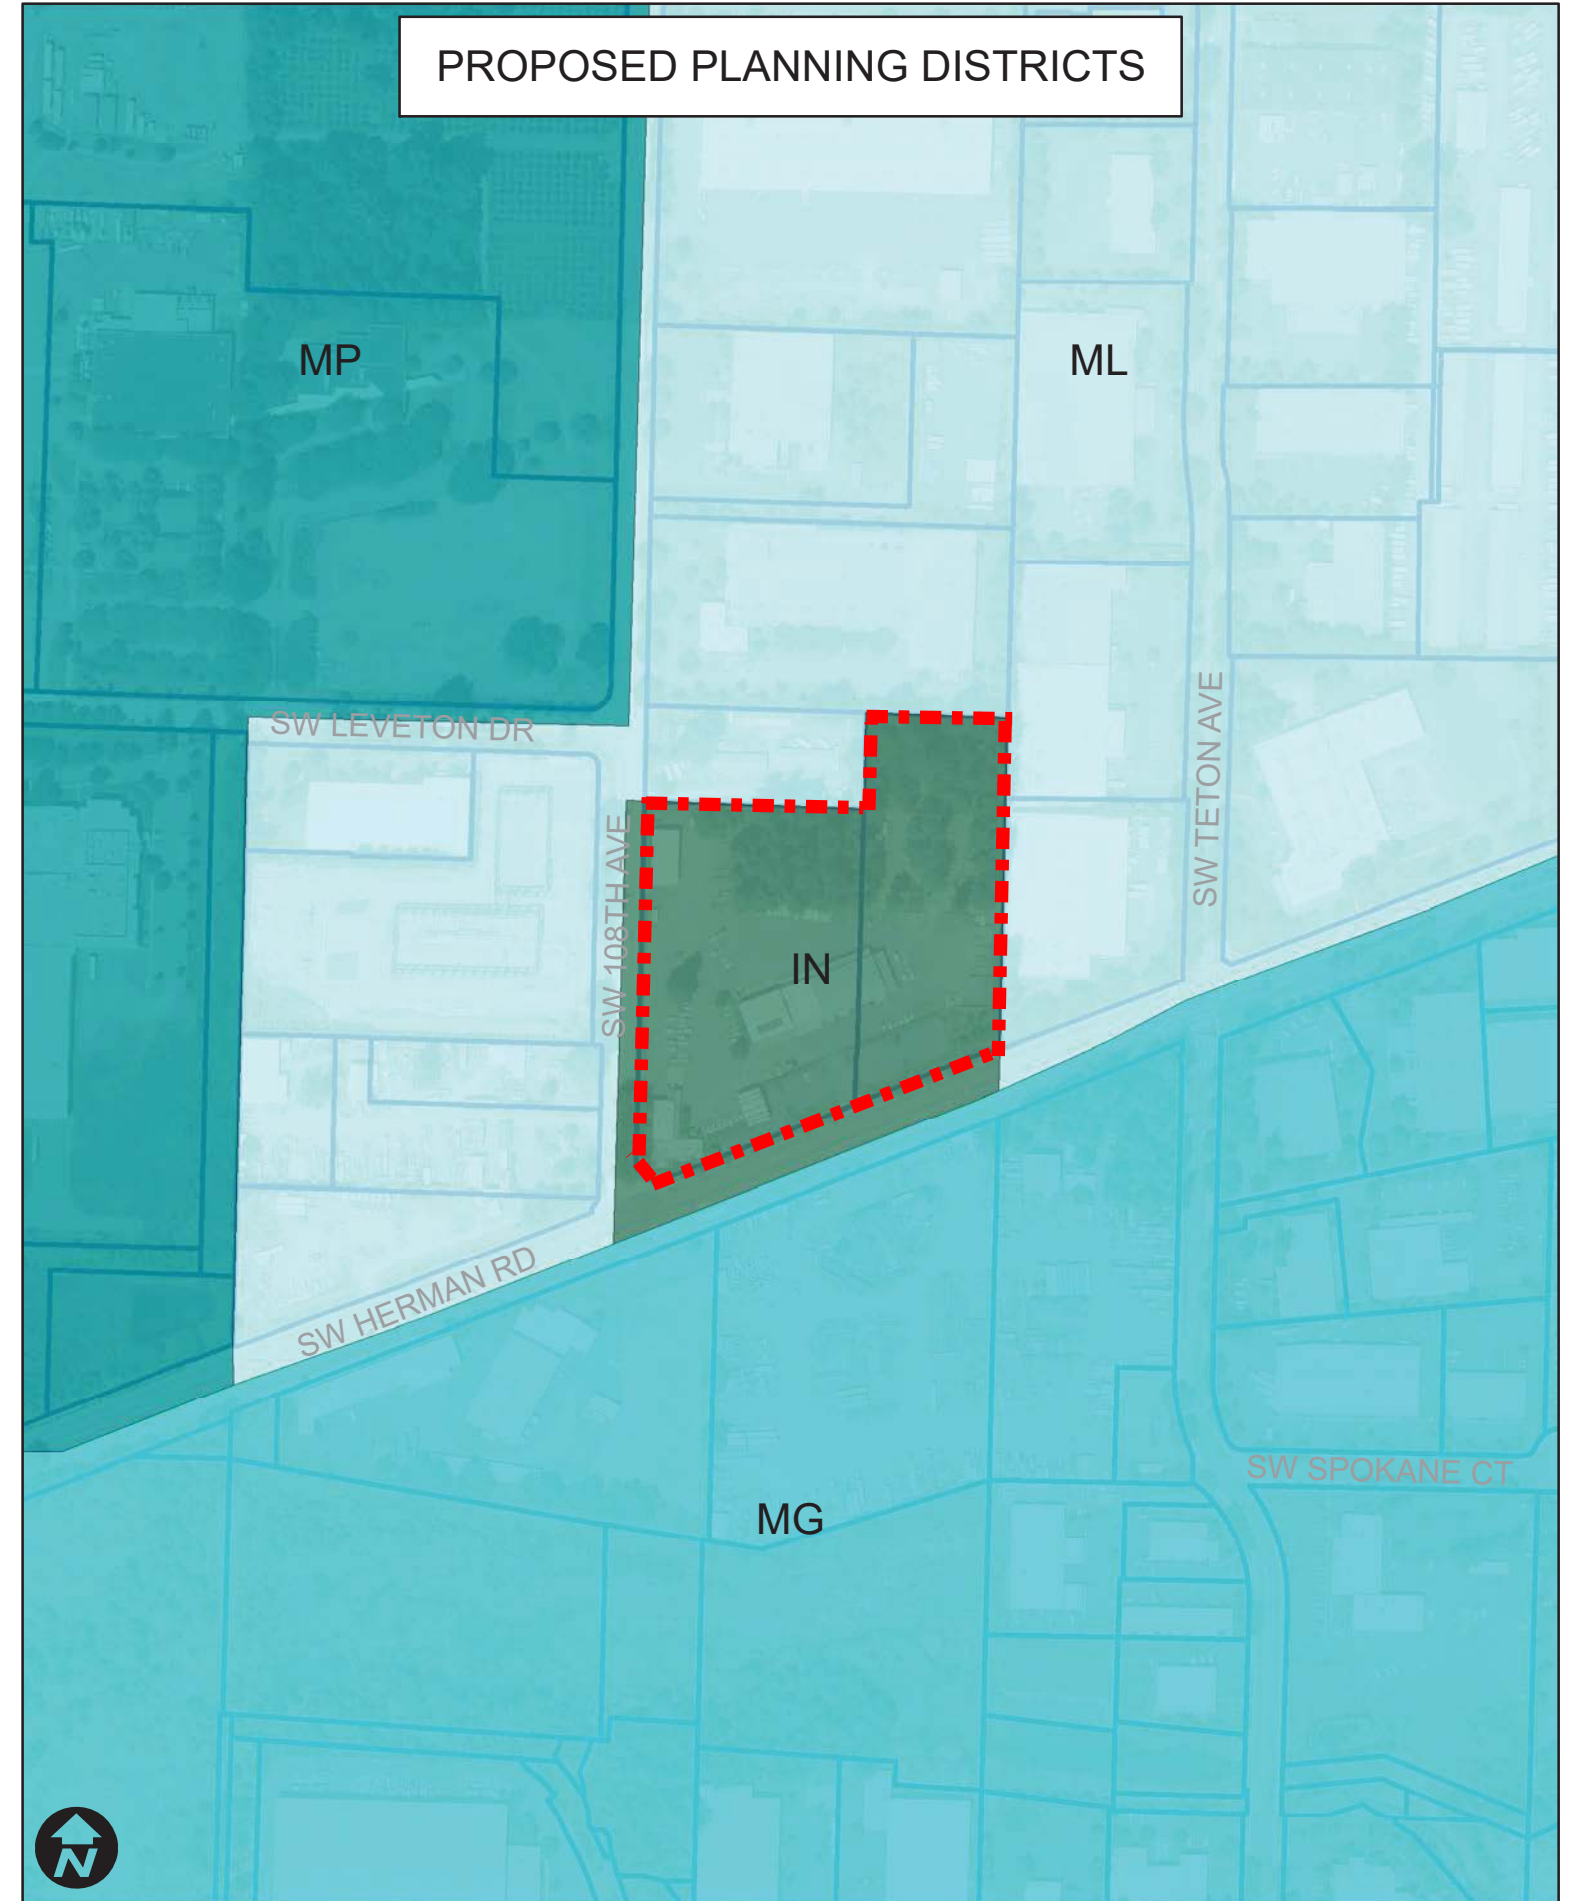 PROPOSED PLANNING DISTRICTS
MP
ML
SW LEVETON DR
SW TETON AVE
SW 108TH AVE
IN
SW HERMAN RD
SW SPOKANE CT
MG
N